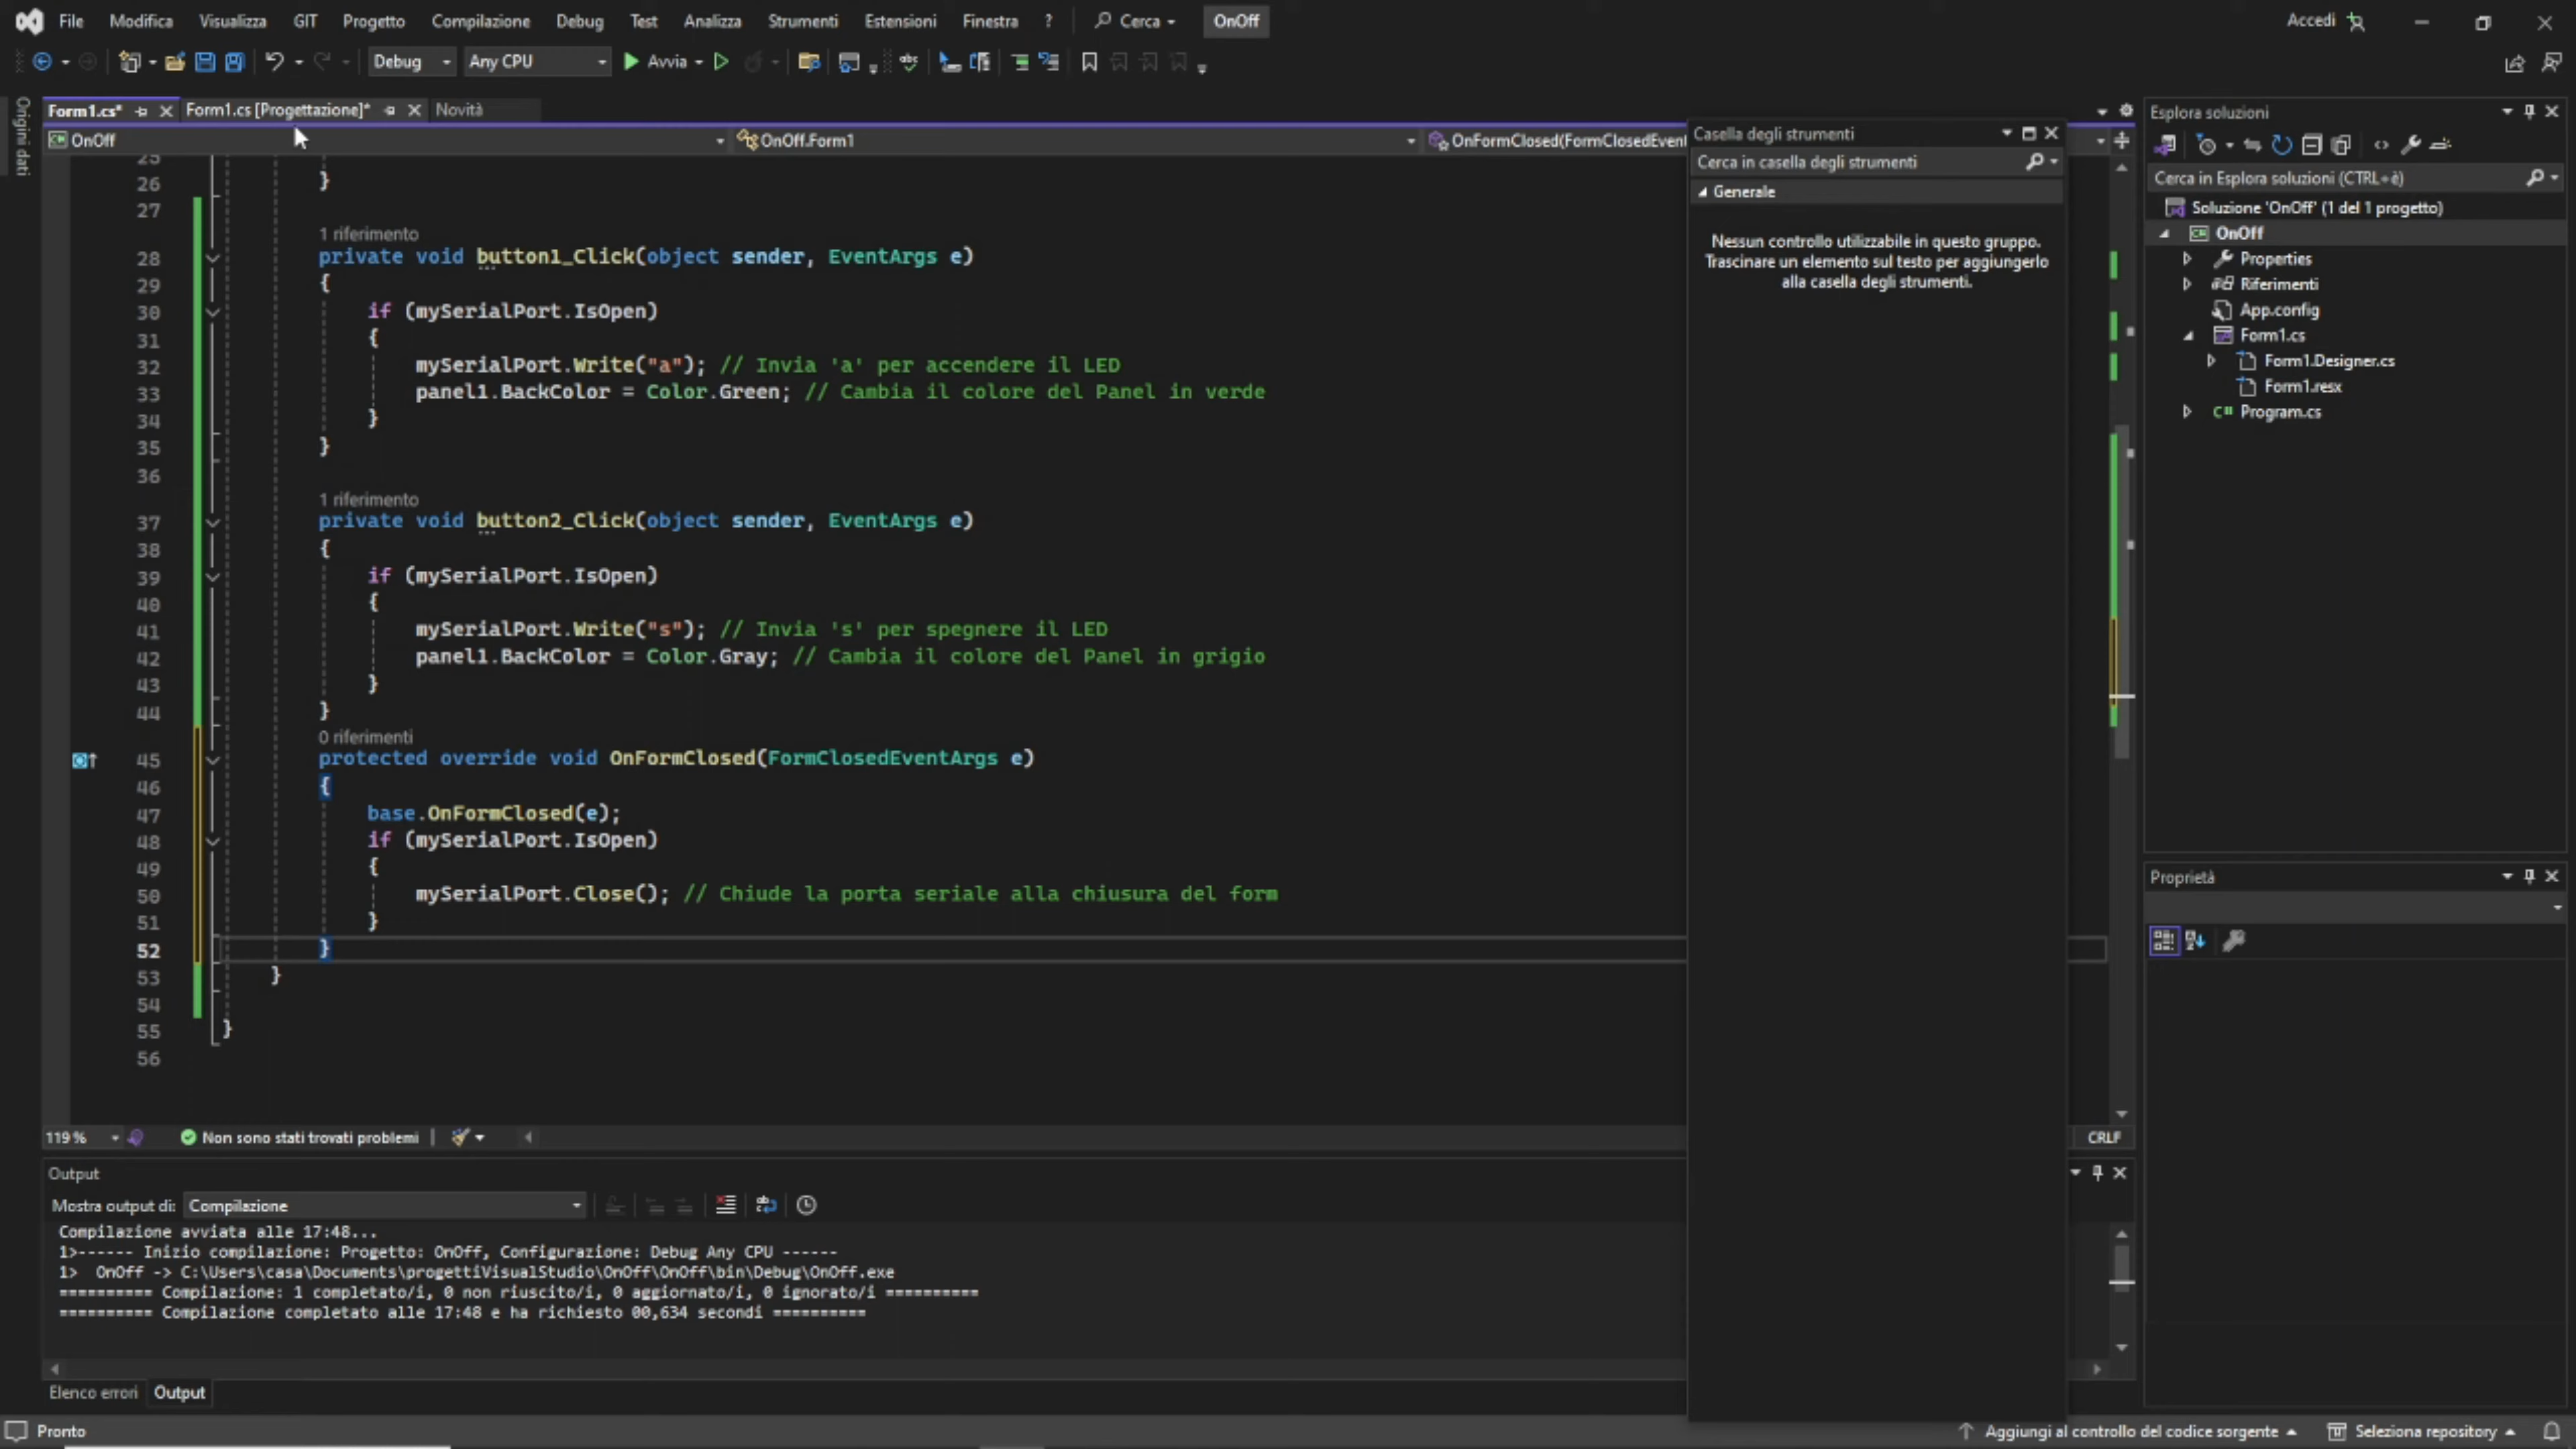 File Modifica Visualizza GIT Progetto Compilazione Debug Test Analizza Strumenti Estensioni Finestra ? Cerca OnOff Accedi
Debug Any CPU Avvia
Origini dati
Form1.cs* Form1.cs [Progettazione]* Novità
OnOff OnOff.Form1 OnFormClosed(FormClosedEvent
25
26 }
27
1 riferimento
28 private void button1_Click(object sender, EventArgs e)
29 {
30 if (mySerialPort.IsOpen)
31 {
32 mySerialPort.Write("a"); // Invia 'a' per accendere il LED
33 panel1.BackColor = Color.Green; // Cambia il colore del Panel in verde
34 }
35 }
36
1 riferimento
37 private void button2_Click(object sender, EventArgs e)
38 {
39 if (mySerialPort.IsOpen)
40 {
41 mySerialPort.Write("s"); // Invia 's' per spegnere il LED
42 panel1.BackColor = Color.Gray; // Cambia il colore del Panel in grigio
43 }
44 }
0 riferimenti
45 protected override void OnFormClosed(FormClosedEventArgs e)
46 {
47 base.OnFormClosed(e);
48 if (mySerialPort.IsOpen)
49 {
50 mySerialPort.Close(); // Chiude la porta seriale alla chiusura del form
51 }
52 }
53 }
54
55 }
56
119 % Non sono stati trovati problemi CRLF
Output
Mostra output di: Compilazione
Compilazione avviata alle 17:48...
1>------ Inizio compilazione: Progetto: OnOff, Configurazione: Debug Any CPU ------
1> OnOff -> C:\Users\casa\Documents\progettiVisualStudio\OnOff\OnOff\bin\Debug\OnOff.exe
========== Compilazione: 1 completato/i, 0 non riuscito/i, 0 aggiornato/i, 0 ignorato/i ==========
========== Compilazione completato alle 17:48 e ha richiesto 00,634 secondi ==========
Elenco errori Output
Casella degli strumenti
Cerca in casella degli strumenti
Generale
Nessun controllo utilizzabile in questo gruppo.
Trascinare un elemento sul testo per aggiungerlo
alla casella degli strumenti.
Esplora soluzioni
Cerca in Esplora soluzioni (CTRL+è)
Soluzione 'OnOff' (1 del 1 progetto)
OnOff
Properties
Riferimenti
App.config
Form1.cs
Form1.Designer.cs
Form1.resx
C# Program.cs
Proprietà
Pronto Aggiungi al controllo del codice sorgente Seleziona repository